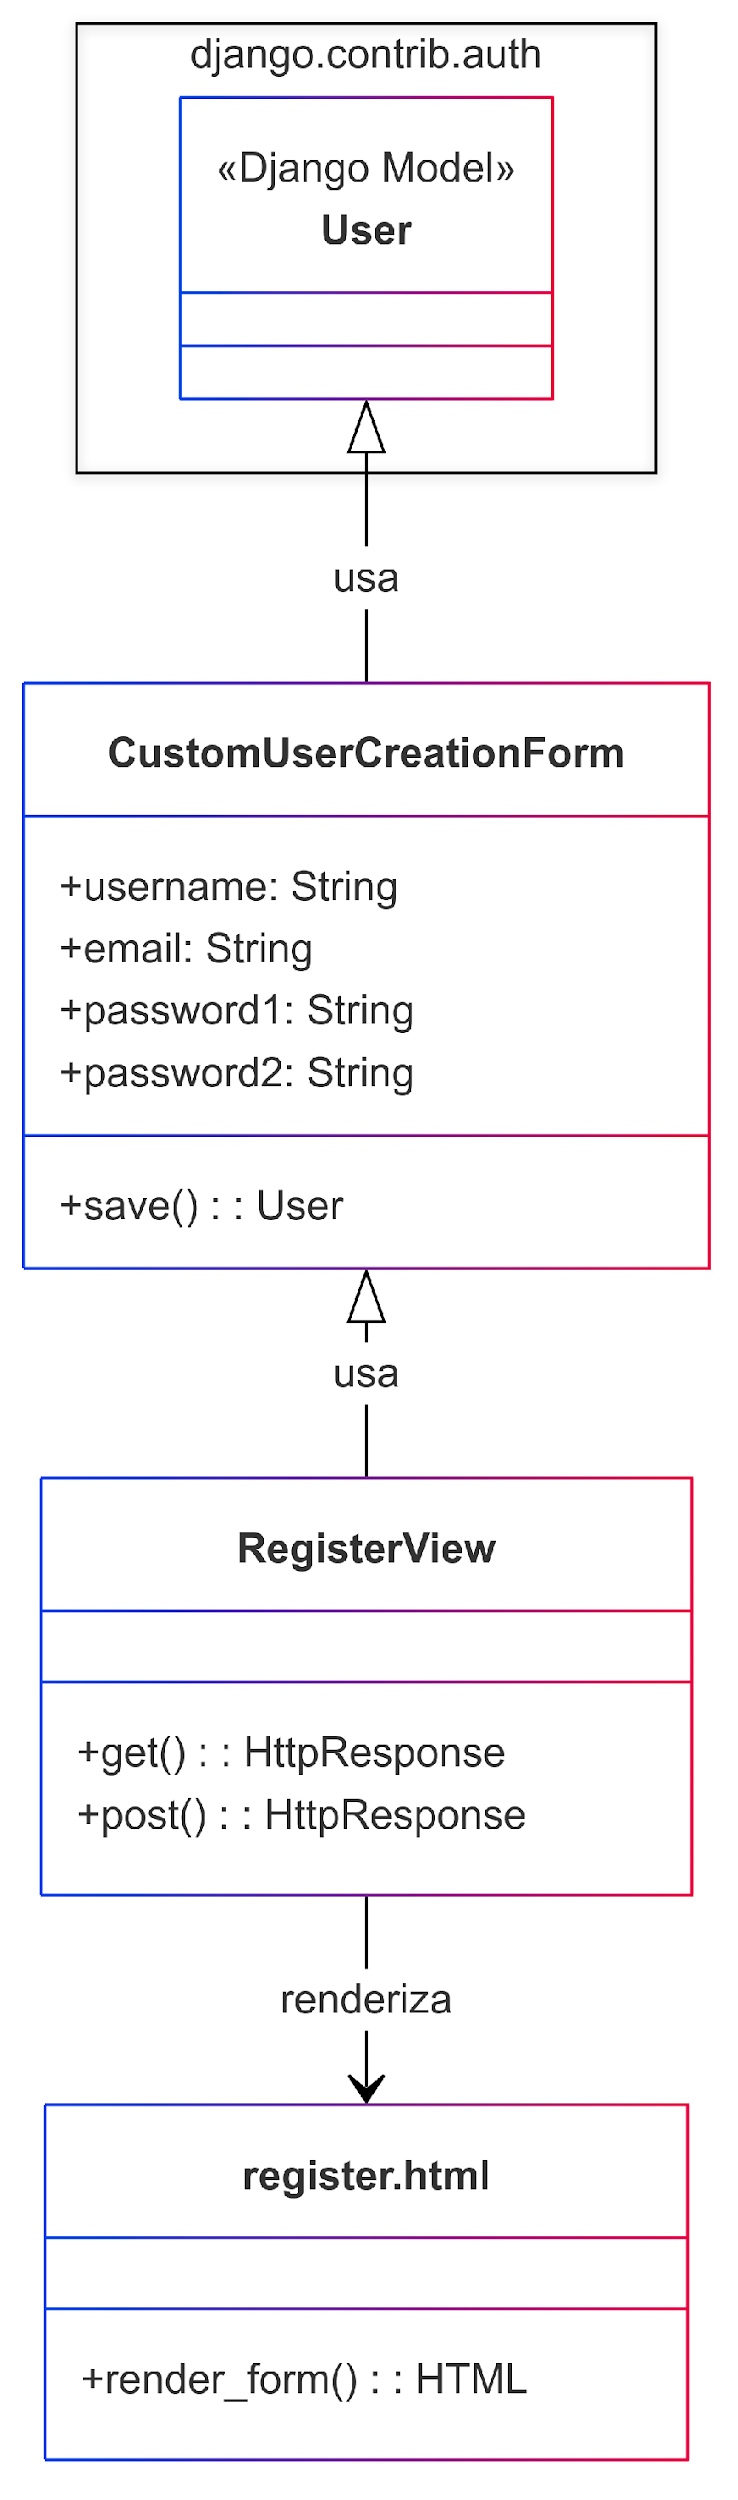 django.contrib.auth
«Django Model»
User
usa
CustomUserCreationForm
+username: String
+email: String
+password1: String
+password2: String
+save() : : User
usa
RegisterView
+get() : : HttpResponse
+post() : : HttpResponse
renderiza
register.html
+render_form() : : HTML